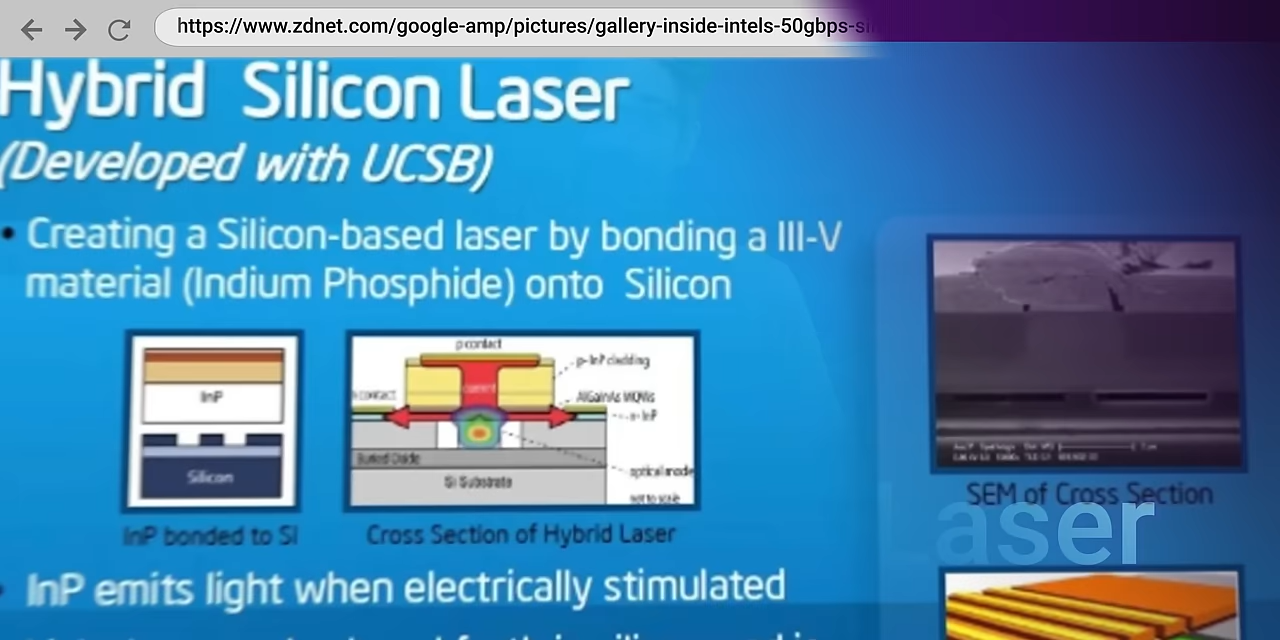 https://www.zdnet.com/google-amp/pictures/gallery-inside-intels-50gbps-si
Hybrid Silicon Laser
(Developed with UCSB)
• Creating a Silicon-based laser by bonding a III-V
material (Indium Phosphide) onto Silicon
InP
Silicon
InP bonded to Si
p contact
p-InP cladding
current
n contact
AlGaInAs MQWs
n-InP
Buried Oxide
optical mode
Si Substrate
not to scale
Cross Section of Hybrid Laser
SEM of Cross Section
Laser
InP emits light when electrically stimulated